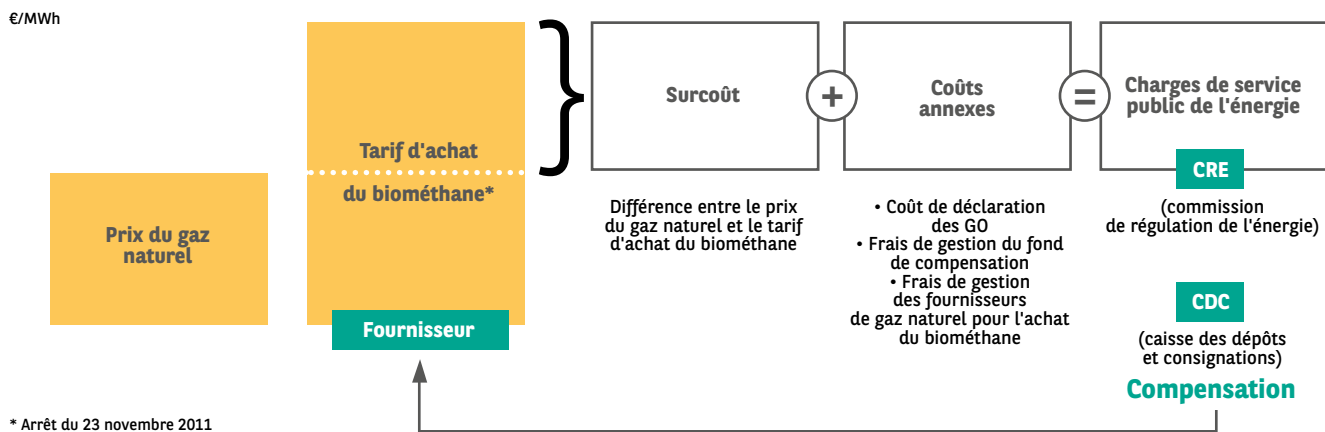 €/MWh
Prix du gaz
naturel
Tarif d'achat
du biométhane*
Fournisseur
}
Surcoût
+
Coûts
annexes
=
Charges de service
public de l'énergie
Différence entre le prix
du gaz naturel et le tarif
d'achat du biométhane
• Coût de déclaration
des GO
• Frais de gestion du fond
de compensation
• Frais de gestion
des fournisseurs
de gaz naturel pour l'achat
du biométhane
CRE
(commission
de régulation de l'énergie)
CDC
(caisse des dépôts
et consignations)
Compensation
* Arrêt du 23 novembre 2011